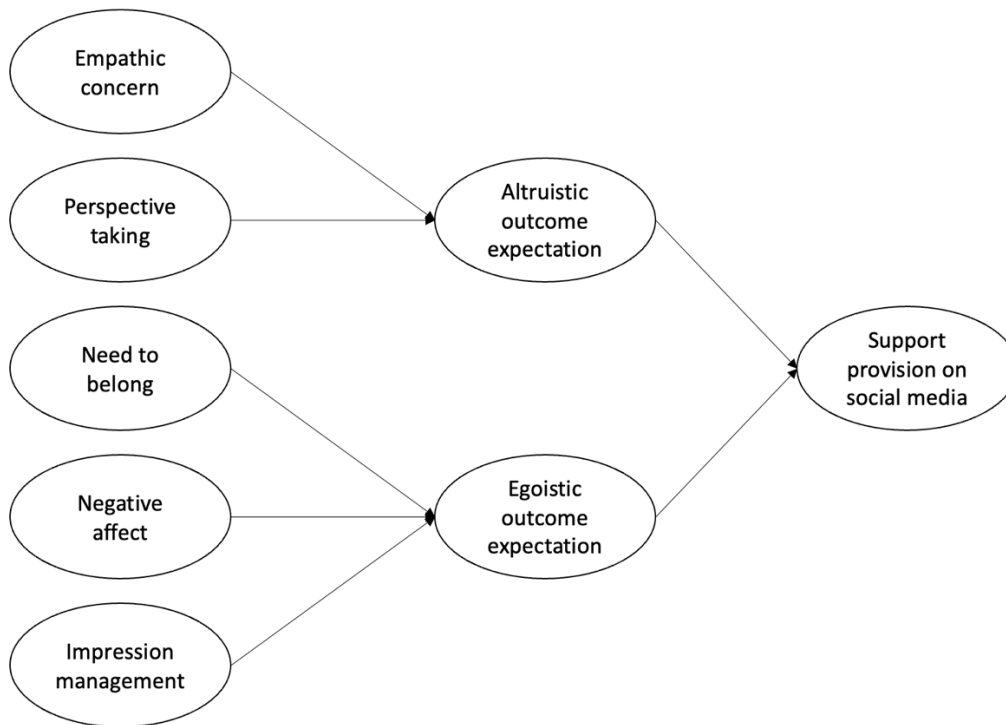 Empathic
concern
Perspective
taking
Altruistic
outcome
expectation
Need to
belong
Support
provision on
social media
Negative
affect
Egoistic
outcome
expectation
Impression
management